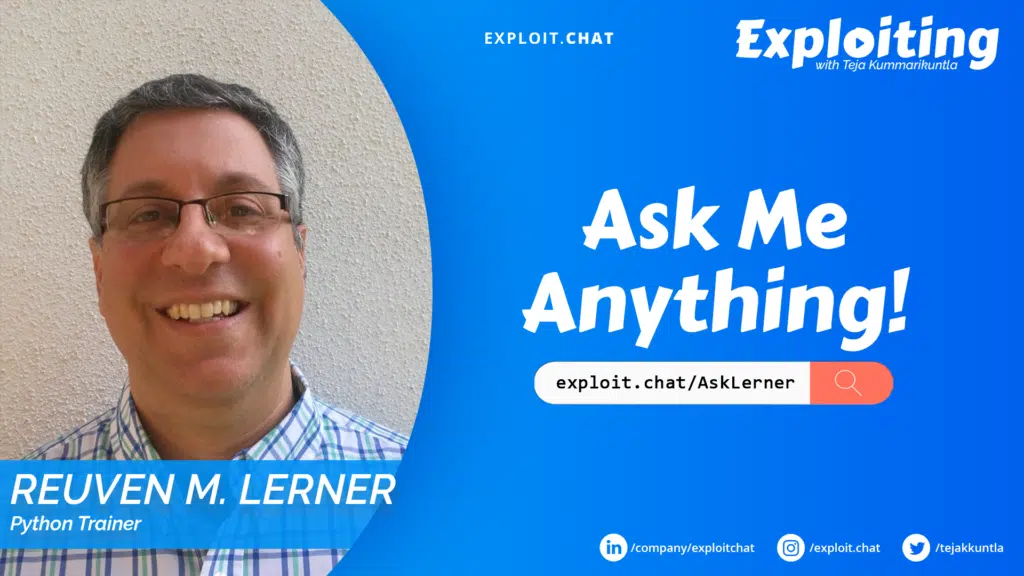 EXPLOIT.CHAT
Exploiting
with Teja Kummarikuntla
Ask Me
Anything!
exploit.chat/AskLerner
REUVEN M. LERNER
Python Trainer
/company/exploitchat
/exploit.chat
/tejakkuntla